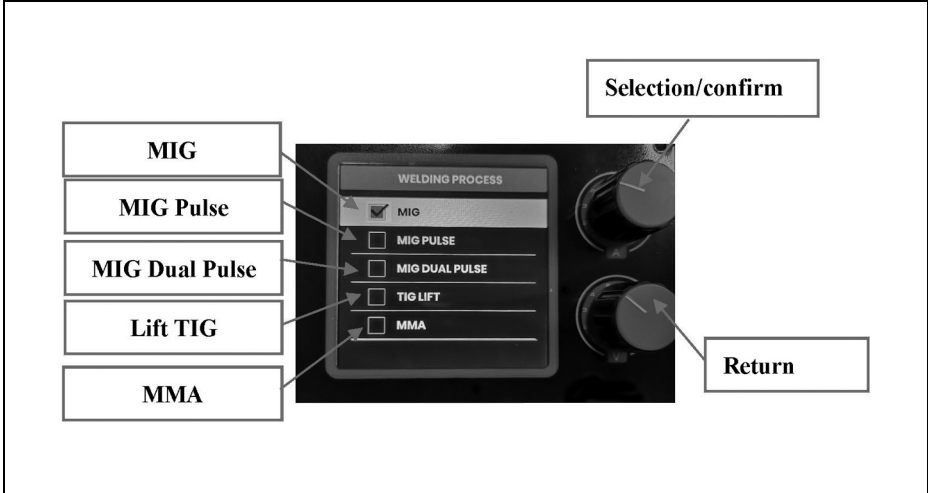 Selection/confirm
MIG
MIG Pulse
MIG Dual Pulse
Lift TIG
MMA
WELDING PROCESS
MIG
MIG PULSE
MIG DUAL PULSE
TIG LIFT
MMA
A
V
Return